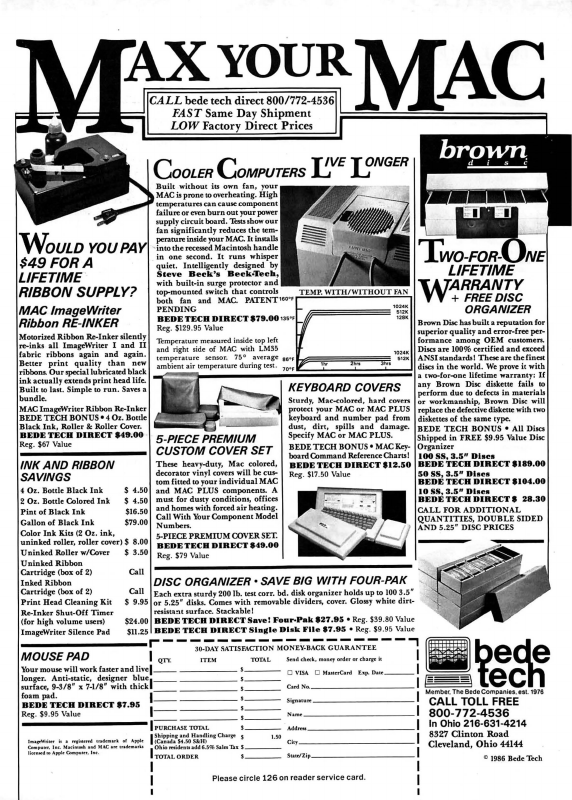 MAX YOUR MAC
CALL bede tech direct 800/772-4536
FAST Same Day Shipment
LOW Factory Direct Prices
WOULD YOU PAY
$49 FOR A
LIFETIME
RIBBON SUPPLY?
MAC ImageWriter
Ribbon RE-INKER
Motorized Ribbon Re-Inker silently
re-inks all ImageWriter I and II
fabric ribbons again and again.
Better print quality than new
ribbons. Our special lubricated black
ink actually extends print head life.
Built to last. Simple to run. Saves a
bundle.
MAC ImageWriter Ribbon Re-Inker
BEDE TECH BONUS • 4 Oz. Bottle
Black Ink, Roller & Roller Cover.
BEDE TECH DIRECT $49.00
Reg. $67 Value
INK AND RIBBON
SAVINGS
4 Oz. Bottle Black Ink $ 4.50
2 Oz. Bottle Colored Ink $ 4.50
Pint of Black Ink $16.50
Gallon of Black Ink $79.00
Color Ink Kits (2 Oz. ink,
uninked roller, roller cover) $ 8.00
Uninked Roller w/Cover $ 3.50
Uninked Ribbon
Cartridge (box of 2) Call
Inked Ribbon
Cartridge (box of 2) Call
Print Head Cleaning Kit $ 9.95
Re-Inker Shut-Off Timer
(for high volume users) $24.00
ImageWriter Silence Pad $11.25
MOUSE PAD
Your mouse will work faster and live
longer. Anti-static, designer blue
surface, 9-3/8" x 7-1/8" with thick
foam pad.
BEDE TECH DIRECT $7.95
Reg. $9.95 Value
ImageWriter is a registered trademark of Apple
Computer, Inc. Macintosh and MAC are trademarks
licensed to Apple Computer, Inc.
COOLER COMPUTERS LIVE LONGER
Built without its own fan, your
MAC is prone to overheating. High
temperatures can cause component
failure or even burn out your power
supply circuit board. Tests show our
fan significantly reduces the tem-
perature inside your MAC. It installs
into the recessed Macintosh handle
in one second. It runs whisper
quiet. Intelligently designed by
Steve Beck's Beck-Tech,
with built-in surge protector and
top-mounted switch that controls
both fan and MAC. PATENT
PENDING
BEDE TECH DIRECT $79.00
Reg. $129.95 Value
Temperature measured inside top left
and right side of MAC with LM35
temperature sensor. 75° average
ambient air temperature during test.
TEMP. WITH/WITHOUT FAN
160°F
135°F
80°F
70°F
1024K
512K
128K
1024K
512K
1hr 2hrs 3hrs
5-PIECE PREMIUM
CUSTOM COVER SET
These heavy-duty, Mac colored,
decorator vinyl covers will be cus-
tom fitted to your individual MAC
and MAC PLUS components. A
must for dusty conditions, offices
and homes with forced air heating.
Call With Your Component Model
Numbers.
5-PIECE PREMIUM COVER SET.
BEDE TECH DIRECT $49.00
Reg. $79 Value
KEYBOARD COVERS
Sturdy, Mac-colored, hard covers
protect your MAC or MAC PLUS
keyboard and number pad from
dust, dirt, spills and damage.
Specify MAC or MAC PLUS.
BEDE TECH BONUS • MAC Key-
board Command Reference Charts!
BEDE TECH DIRECT $12.50
Reg. $17.50 Value
DISC ORGANIZER • SAVE BIG WITH FOUR-PAK
Each extra sturdy 200 lb. test corr. bd. disk organizer holds up to 100 3.5"
or 5.25" disks. Comes with removable dividers, cover. Glossy white dirt-
resistant surface. Stackable!
BEDE TECH DIRECT Save! Four-Pak $27.95 • Reg. $39.80 Value
BEDE TECH DIRECT Single Disk File $7.95 • Reg. $9.95 Value
brown
disc
TWO-FOR-ONE
LIFETIME
WARRANTY
+ FREE DISC
ORGANIZER
Brown Disc has built a reputation for
superior quality and error-free per-
formance among OEM customers.
Discs are 100% certified and exceed
ANSI standards! These are the finest
discs in the world. We prove it with
a two-for-one lifetime warranty: If
any Brown Disc diskette fails to
perform due to defects in materials
or workmanship, Brown Disc will
replace the defective diskette with two
diskettes of the same type.
BEDE TECH BONUS • All Discs
Shipped in FREE $9.95 Value Disc
Organizer
100 SS, 3.5" Discs
BEDE TECH DIRECT $189.00
50 SS, 3.5" Discs
BEDE TECH DIRECT $104.00
10 SS, 3.5" Discs
BEDE TECH DIRECT $ 28.30
CALL FOR ADDITIONAL
QUANTITIES, DOUBLE SIDED
AND 5.25" DISC PRICES
30-DAY SATISFACTION MONEY-BACK GUARANTEE
QTY. ITEM TOTAL
$
$
$
$
$
PURCHASE TOTAL $
Shipping and Handling Charge $ 1.50
(Canada $4.50 S&H)
Ohio residents add 6.5% Sales Tax $
TOTAL ORDER $
Send check, money order or charge it
VISA MasterCard Exp. Date
Card No.
Signature
Name
Address
City
State/Zip
Please circle 126 on reader service card.
bede
tech
Member, The Bede Companies, est. 1976
CALL TOLL FREE
800-772-4536
In Ohio 216-631-4214
8327 Clinton Road
Cleveland, Ohio 44144
© 1986 Bede Tech